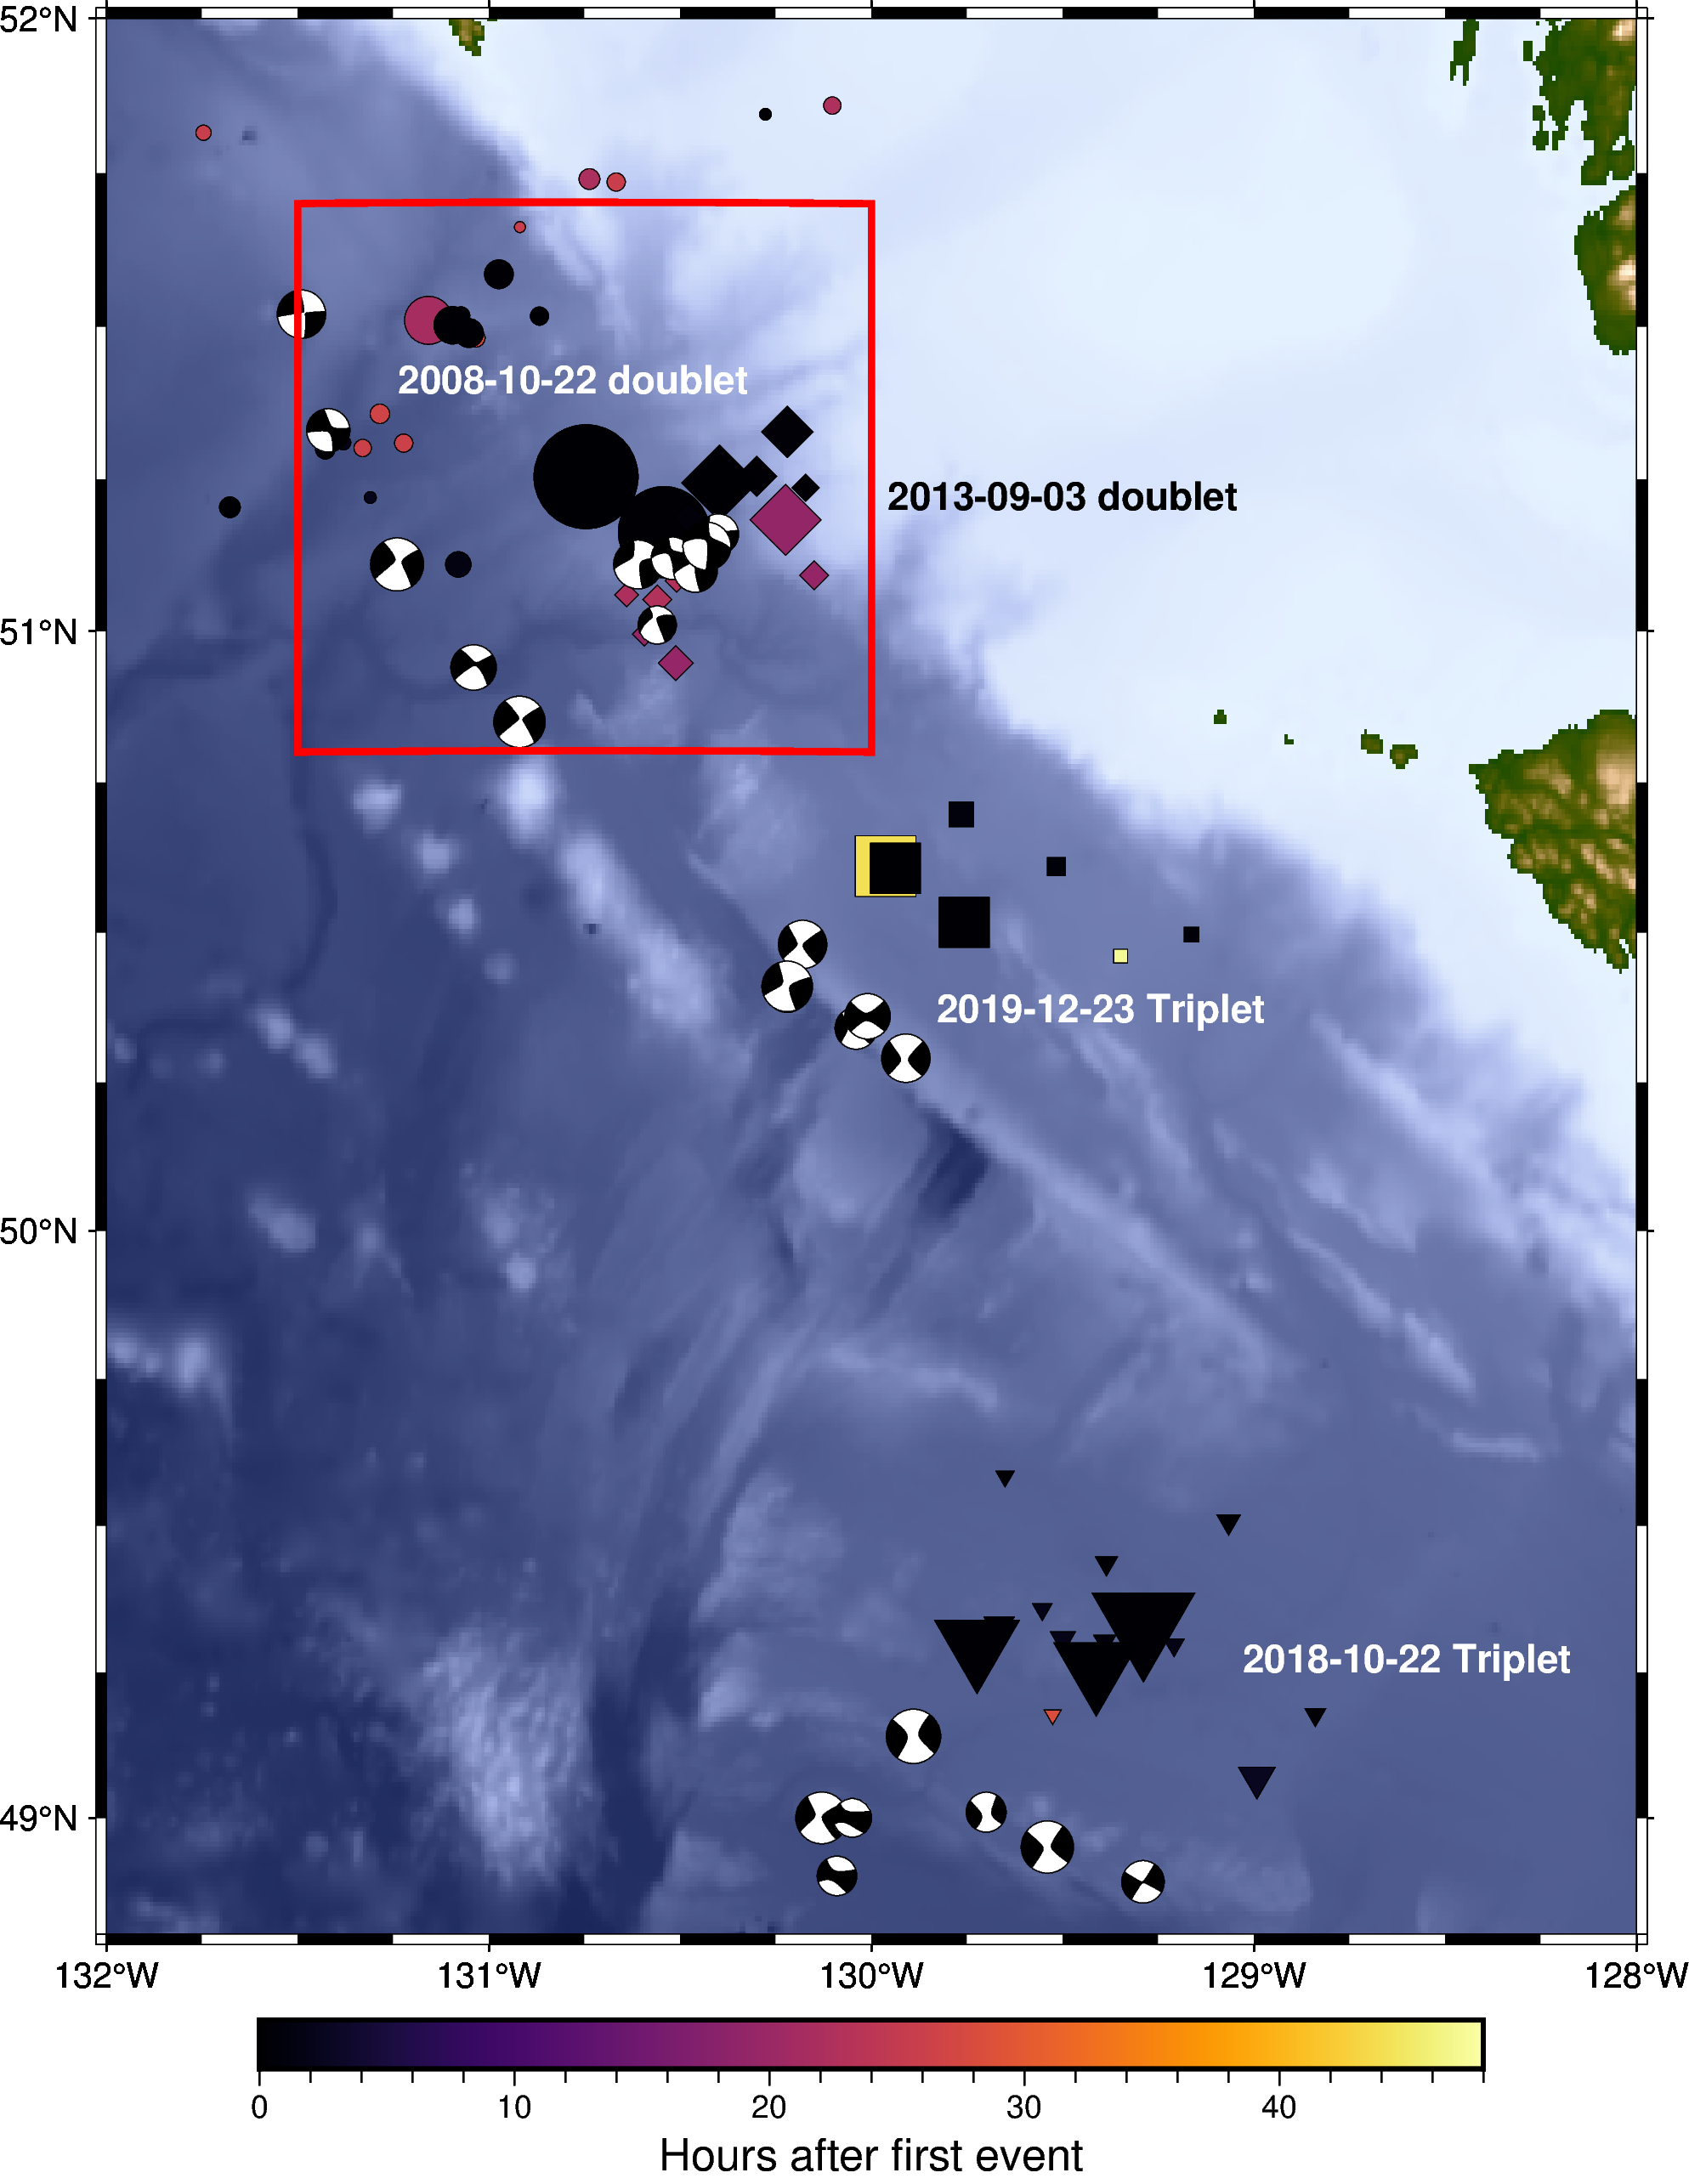 52°N
2008-10-22 doublet
2013-09-03 doublet
51°N
2019-12-23 Triplet
50°N
2018-10-22 Triplet
49°N
132°W 131°W 130°W 129°W 128°W
0 10 20 30 40
Hours after first event